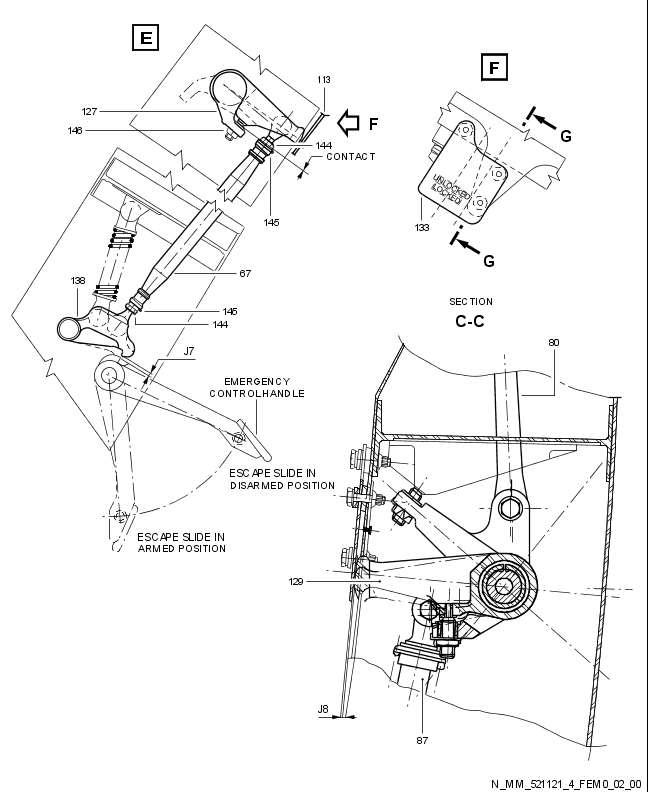 E
113
127
146
F
144
CONTACT
145
67
138
145
144
J7
EMERGENCY
CONTROLHANDLE
ESCAPE SLIDE IN
DISARMED POSITION
ESCAPE SLIDE IN
ARMED POSITION
F
G
UNLOCKED
LOCKED
133
G
SECTION
C-C
80
129
J8
87
N_MM_521121_4_FEM0_02_00